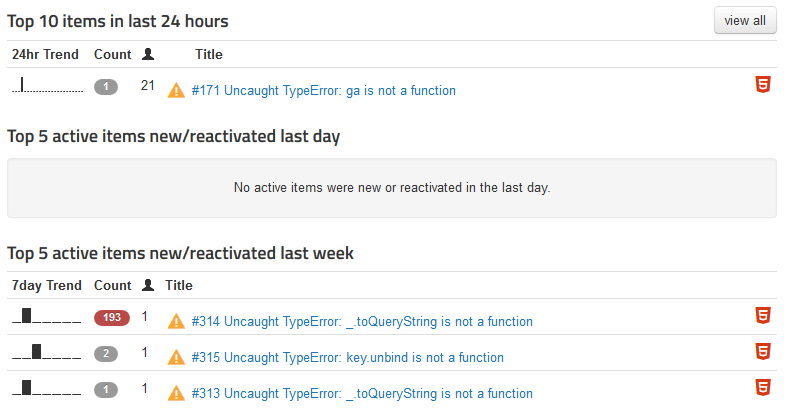 Top 10 items in last 24 hours
view all
24hr Trend Count Title
1 21 #171 Uncaught TypeError: ga is not a function
Top 5 active items new/reactivated last day
No active items were new or reactivated in the last day.
Top 5 active items new/reactivated last week
7day Trend Count Title
193 1 #314 Uncaught TypeError: _.toQueryString is not a function
2 1 #315 Uncaught TypeError: key.unbind is not a function
1 1 #313 Uncaught TypeError: _.toQueryString is not a function